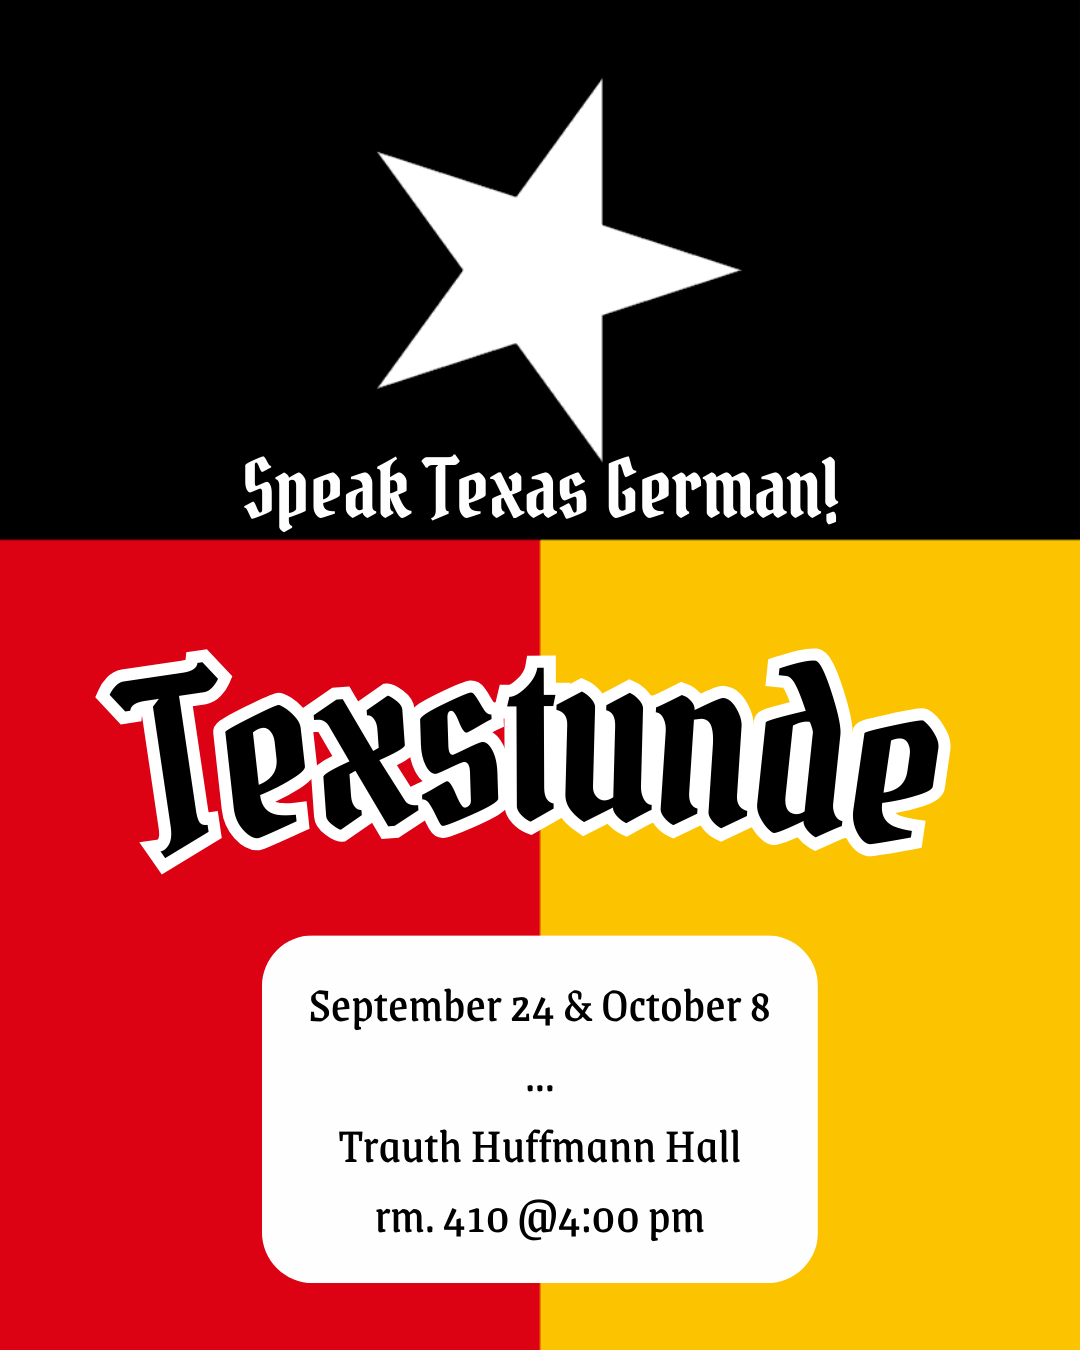 Speak Texas German!
Texstunde
September 24 & October 8
...
Trauth Huffmann Hall
rm. 410 @4:00 pm